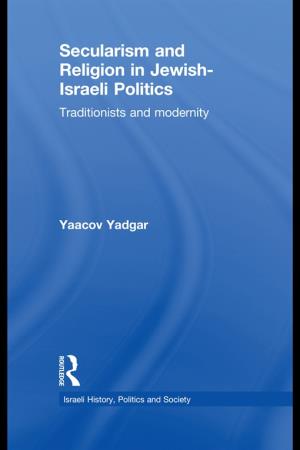 Secularism and
Religion in Jewish-
Israeli Politics
Traditionists and modernity
Yaacov Yadgar
ROUTLEDGE
Israeli History, Politics and Society